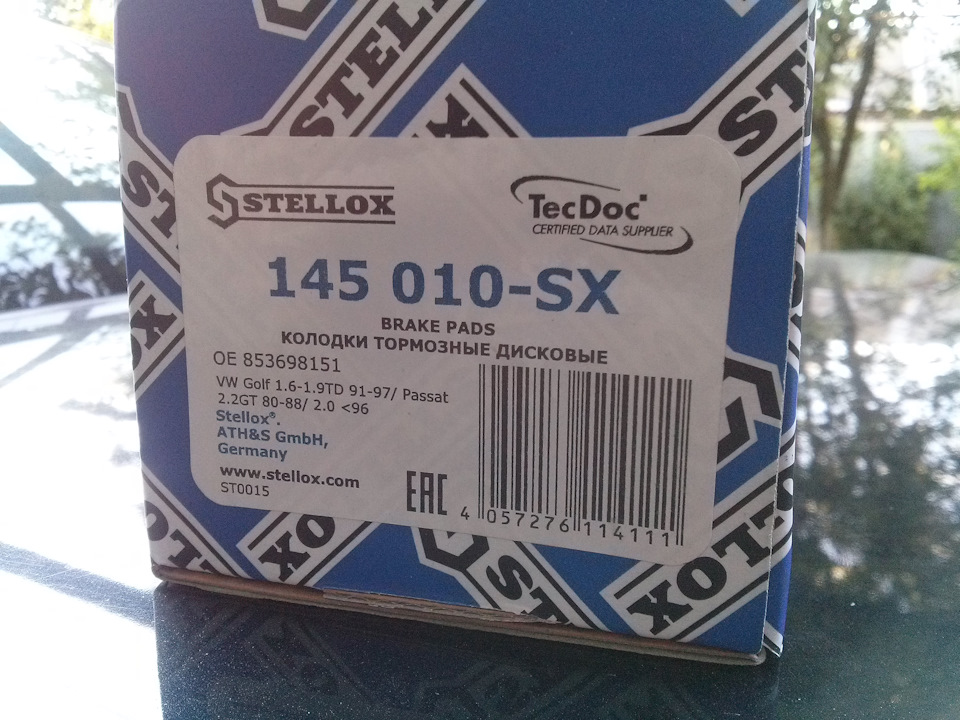 STELLOX
TecDoc
CERTIFIED DATA SUPPLIER
145 010-SX
BRAKE PADS
КОЛОДКИ ТОРМОЗНЫЕ ДИСКОВЫЕ
OE 853698151
VW Golf 1.6-1.9TD 91-97/ Passat
2.2GT 80-88/ 2.0 <96
Stellox®.
ATH&S GmbH,
Germany
www.stellox.com
ST0015
EAC
4 057276 114111